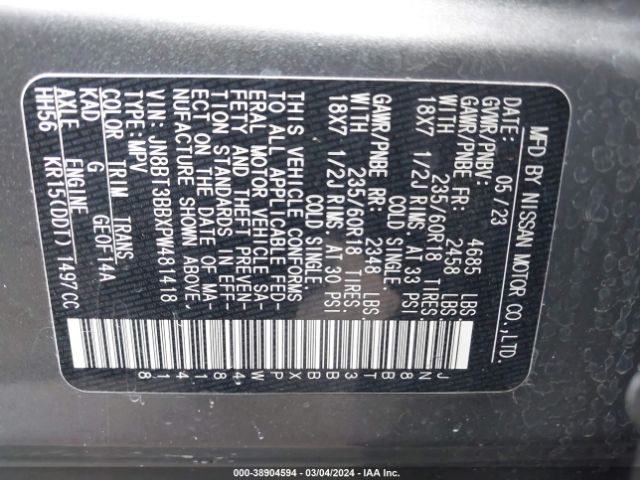 MFD BY NISSAN MOTOR CO.,LTD.
DATE: 05/23
GVWR/PNBV: 4685 LBS.
GAWR/PNBE FR: 2458 LBS.
WITH 235/60R18 TIRES:
18X7 1/2J RIMS, AT 33 PSI
COLD SINGLE.
GAWR/PNBE RR: 2348 LBS.
WITH 235/60R18 TIRES:
18X7 1/2J RIMS, AT 30 PSI
COLD SINGLE.
THIS VEHICLE CONFORMS
TO ALL APPLICABLE FED-
ERAL MOTOR VEHICLE SA-
FETY AND THEFT PREVEN-
TION STANDARDS IN EFF-
ECT ON THE DATE OF MA-
NUFACTURE SHOWN ABOVE.
VIN: JN8BT3BBXPW481418
TYPE: MPV
COLOR TRIM TRANS.
KAD G GE0F14A
AXLE ENGINE
HH56 KR15(DDT) 1497CC
JN8BT3BBXPW481418
000-38904594 - 03/04/2024 - IAA Inc.